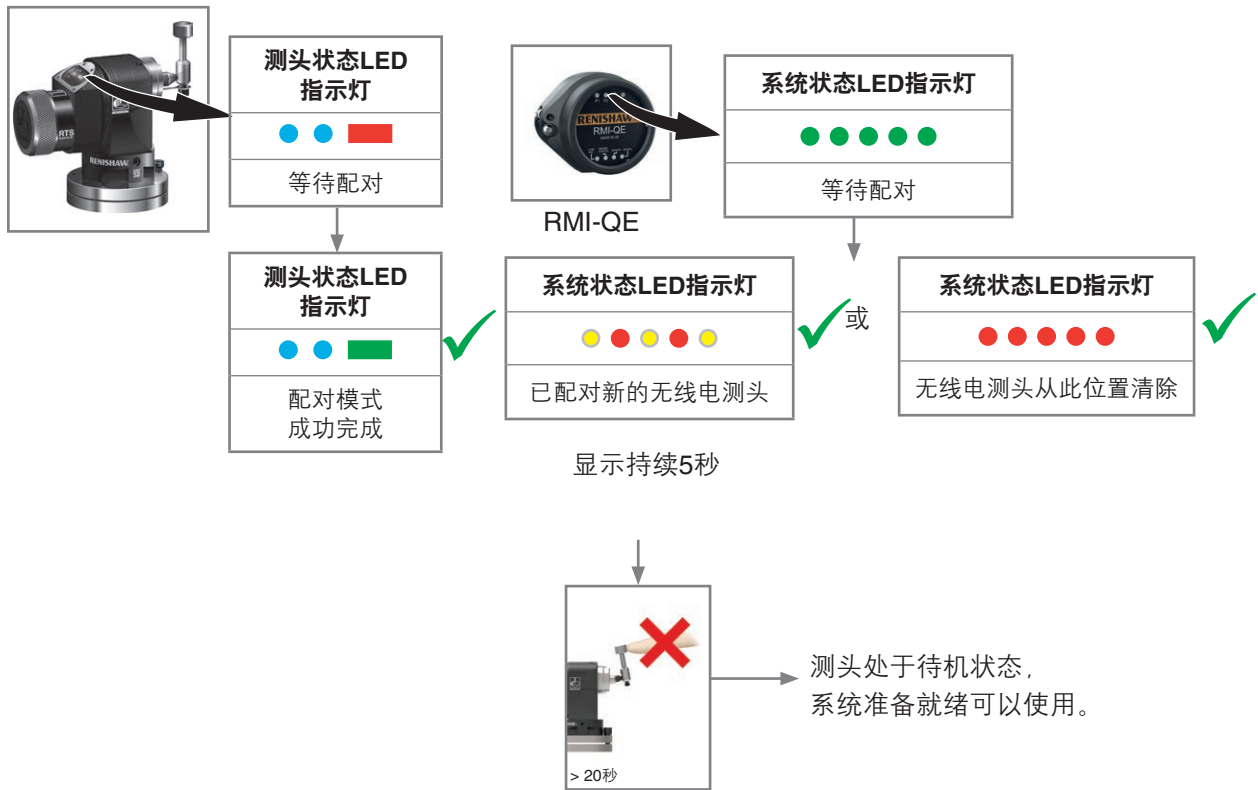 测头状态LED
指示灯
等待配对
RTS
RENISHAW
RENISHAW
RMI-QE
RMI-QE
系统状态LED指示灯
等待配对
测头状态LED
指示灯
配对模式
成功完成
系统状态LED指示灯
已配对新的无线电测头
或
系统状态LED指示灯
无线电测头从此位置清除
显示持续5秒
> 20秒
测头处于待机状态，
系统准备就绪可以使用。